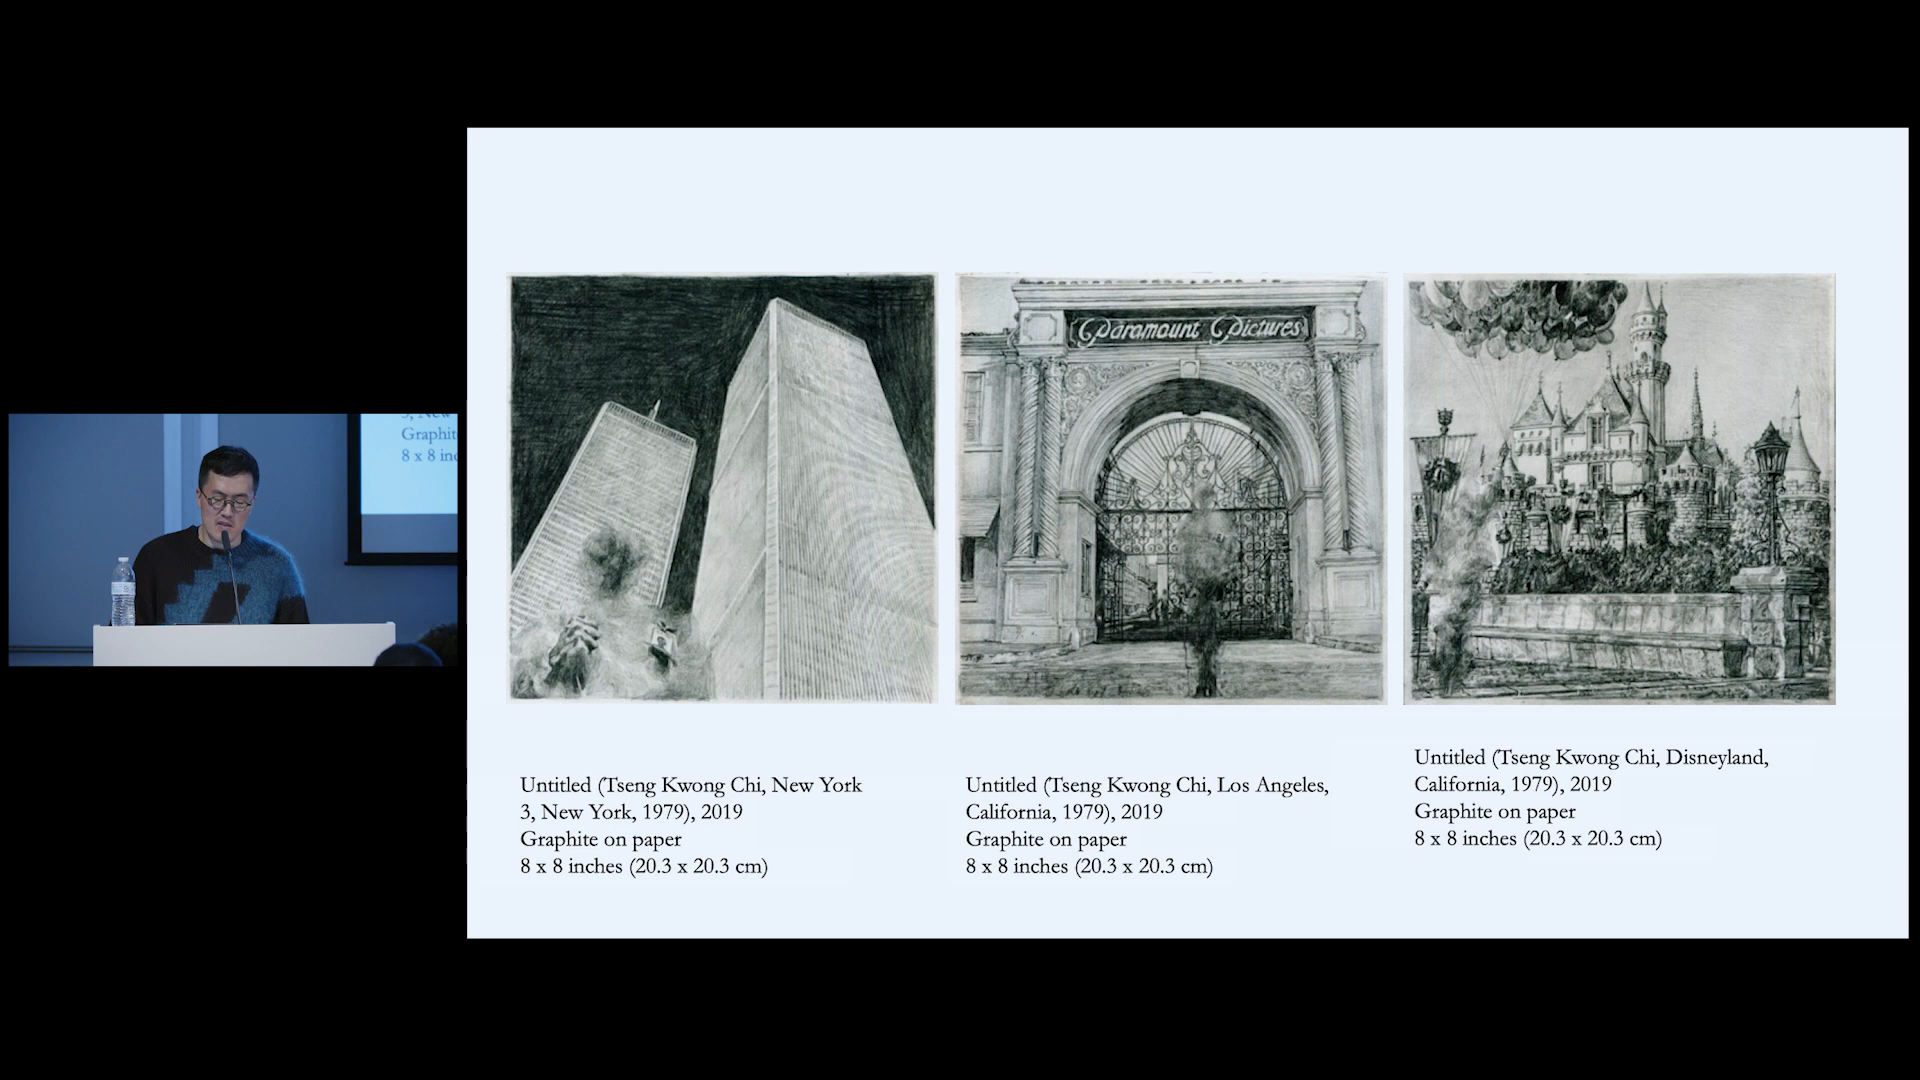 3, New
Graphit
8 x 8 in
Paramount Pictures
Untitled (Tseng Kwong Chi, New York
3, New York, 1979), 2019
Graphite on paper
8 x 8 inches (20.3 x 20.3 cm)
Untitled (Tseng Kwong Chi, Los Angeles,
California, 1979), 2019
Graphite on paper
8 x 8 inches (20.3 x 20.3 cm)
Untitled (Tseng Kwong Chi, Disneyland,
California, 1979), 2019
Graphite on paper
8 x 8 inches (20.3 x 20.3 cm)